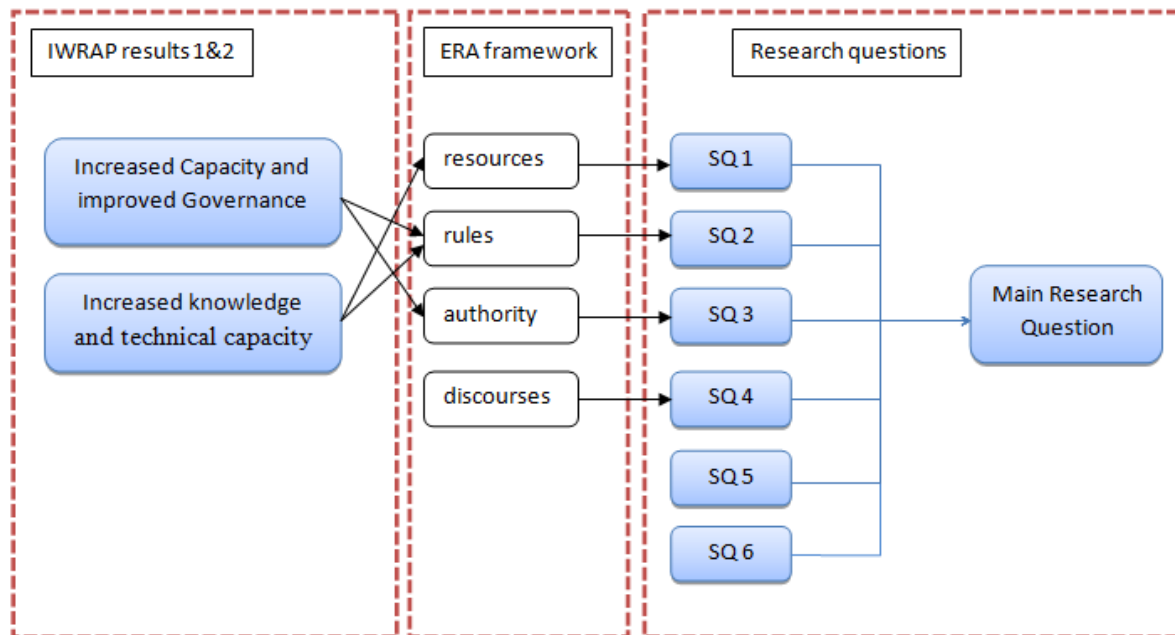 IWRAP results 1&2
ERA framework
Research questions
Increased Capacity and
improved Governance
Increased knowledge
and technical capacity
resources
rules
authority
discourses
SQ 1
SQ 2
SQ 3
SQ 4
SQ 5
SQ 6
Main Research
Question